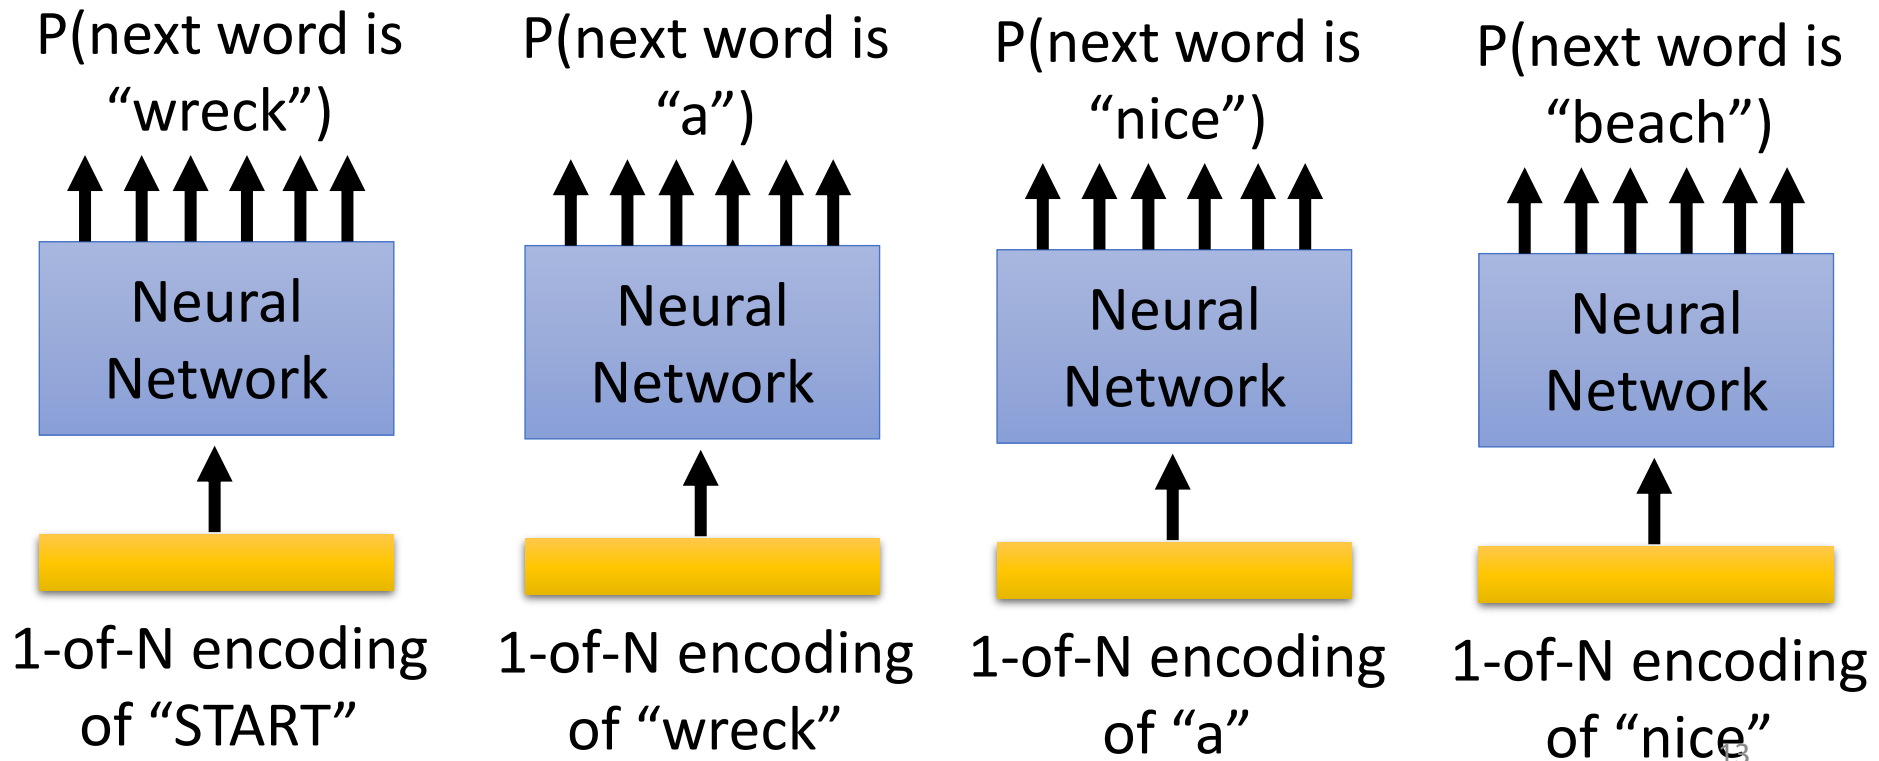 P(next word is
“wreck”)
P(next word is
“a”)
P(next word is
“nice”)
P(next word is
“beach”)
Neural
Network
Neural
Network
Neural
Network
Neural
Network
1-of-N encoding
of “START”
1-of-N encoding
of “wreck”
1-of-N encoding
of “a”
1-of-N encoding
of “nice”
13